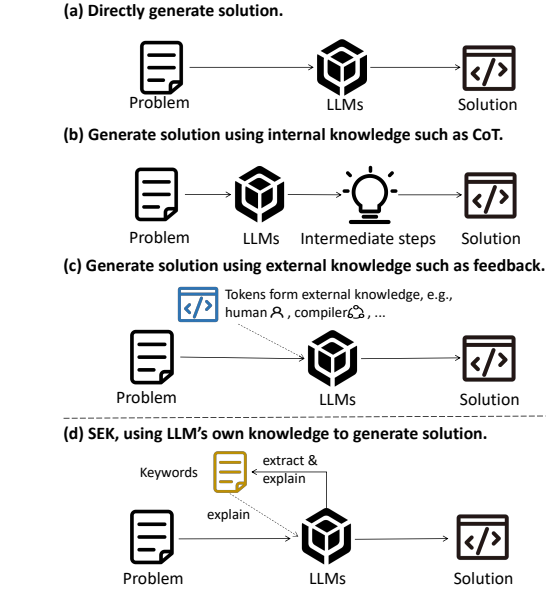 (a) Directly generate solution.
Problem LLMs Solution
(b) Generate solution using internal knowledge such as CoT.
Problem LLMs Intermediate steps Solution
(c) Generate solution using external knowledge such as feedback.
</> Tokens form external knowledge, e.g.,
human , compiler , ...
Problem LLMs Solution
(d) SEK, using LLM's own knowledge to generate solution.
Keywords
extract &
explain
explain
Problem LLMs Solution